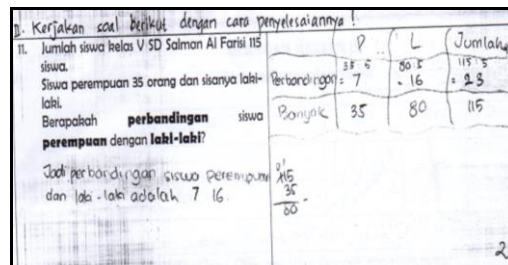 II. Kerjakan soal berikut dengan cara penyelesaiannya !
11. Jumlah siswa kelas V SD Salman Al Farisi 115
siswa.
Siswa perempuan 35 orang dan sisanya laki-
laki.
Berapakah perbandingan siswa
perempuan dengan laki-laki?
Jadi perbandingan siswa perempuan
dan laki-laki adalah 7 16
P L Jumlah
35 5 80 5 115 5
Perbandingan = 7 = 16 = 23
Banyak 35 80 115
115
35
80 -
2